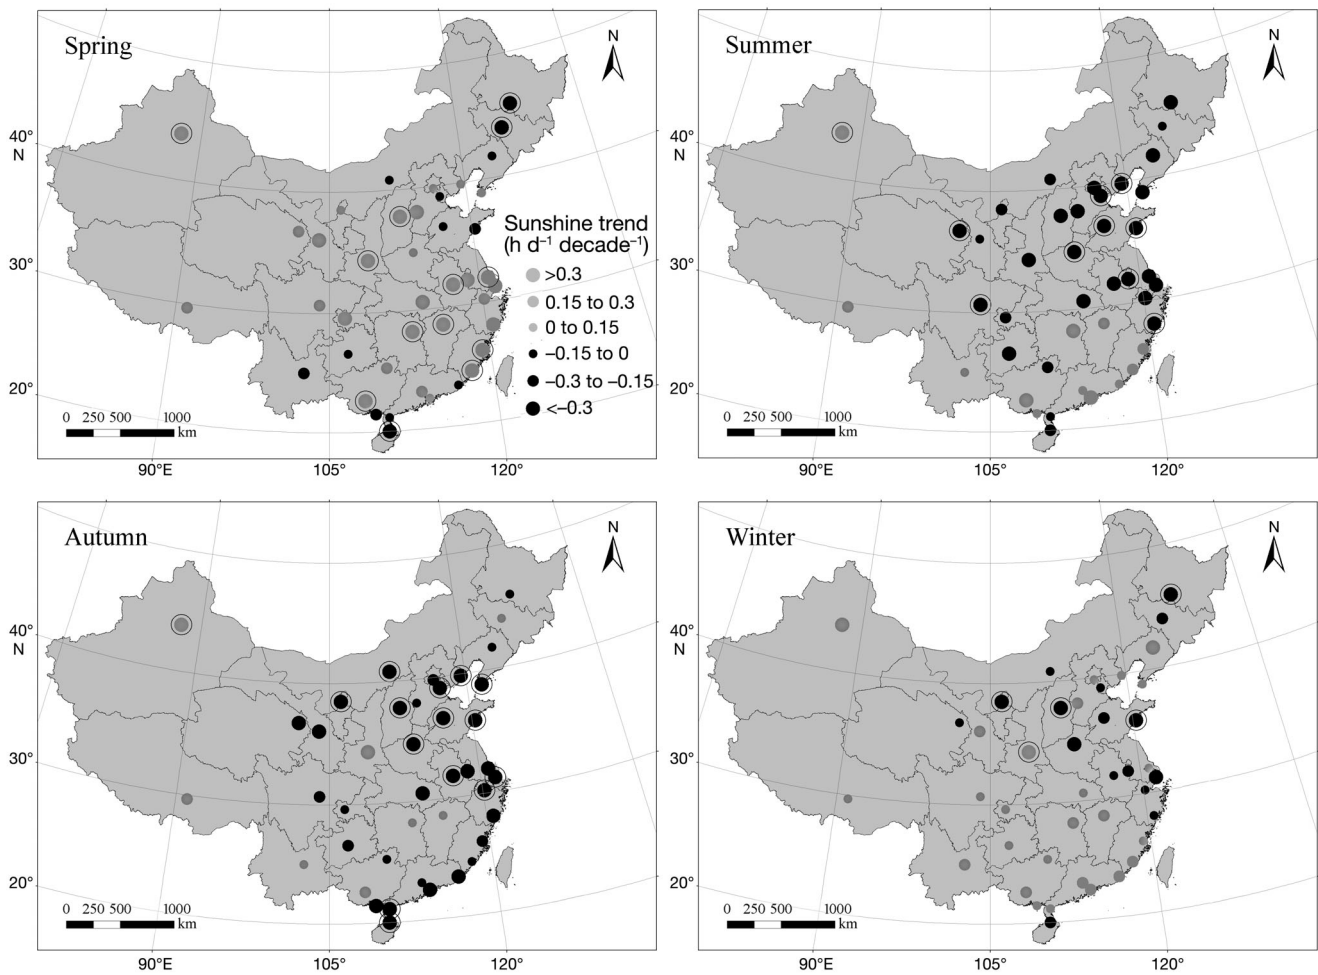 Spring
N
40°
N
30°
20°
Sunshine trend
(h d⁻¹ decade⁻¹)
>0.3
0.15 to 0.3
0 to 0.15
−0.15 to 0
−0.3 to −0.15
<−0.3
0 250 500 1000
km
90°E 105° 120°
Summer
N
40°
N
30°
20°
0 250 500 1000
km
90°E 105° 120°
Autumn
N
40°
N
30°
20°
0 250 500 1000
km
90°E 105° 120°
Winter
N
40°
N
30°
20°
0 250 500 1000
km
90°E 105° 120°